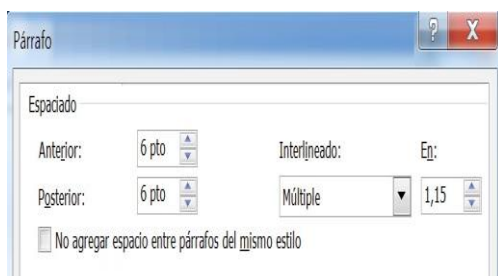 Párrafo
Espaciado
Anterior: 6 pto Interlineado: En:
Posterior: 6 pto Múltiple 1,15
No agregar espacio entre párrafos del mismo estilo